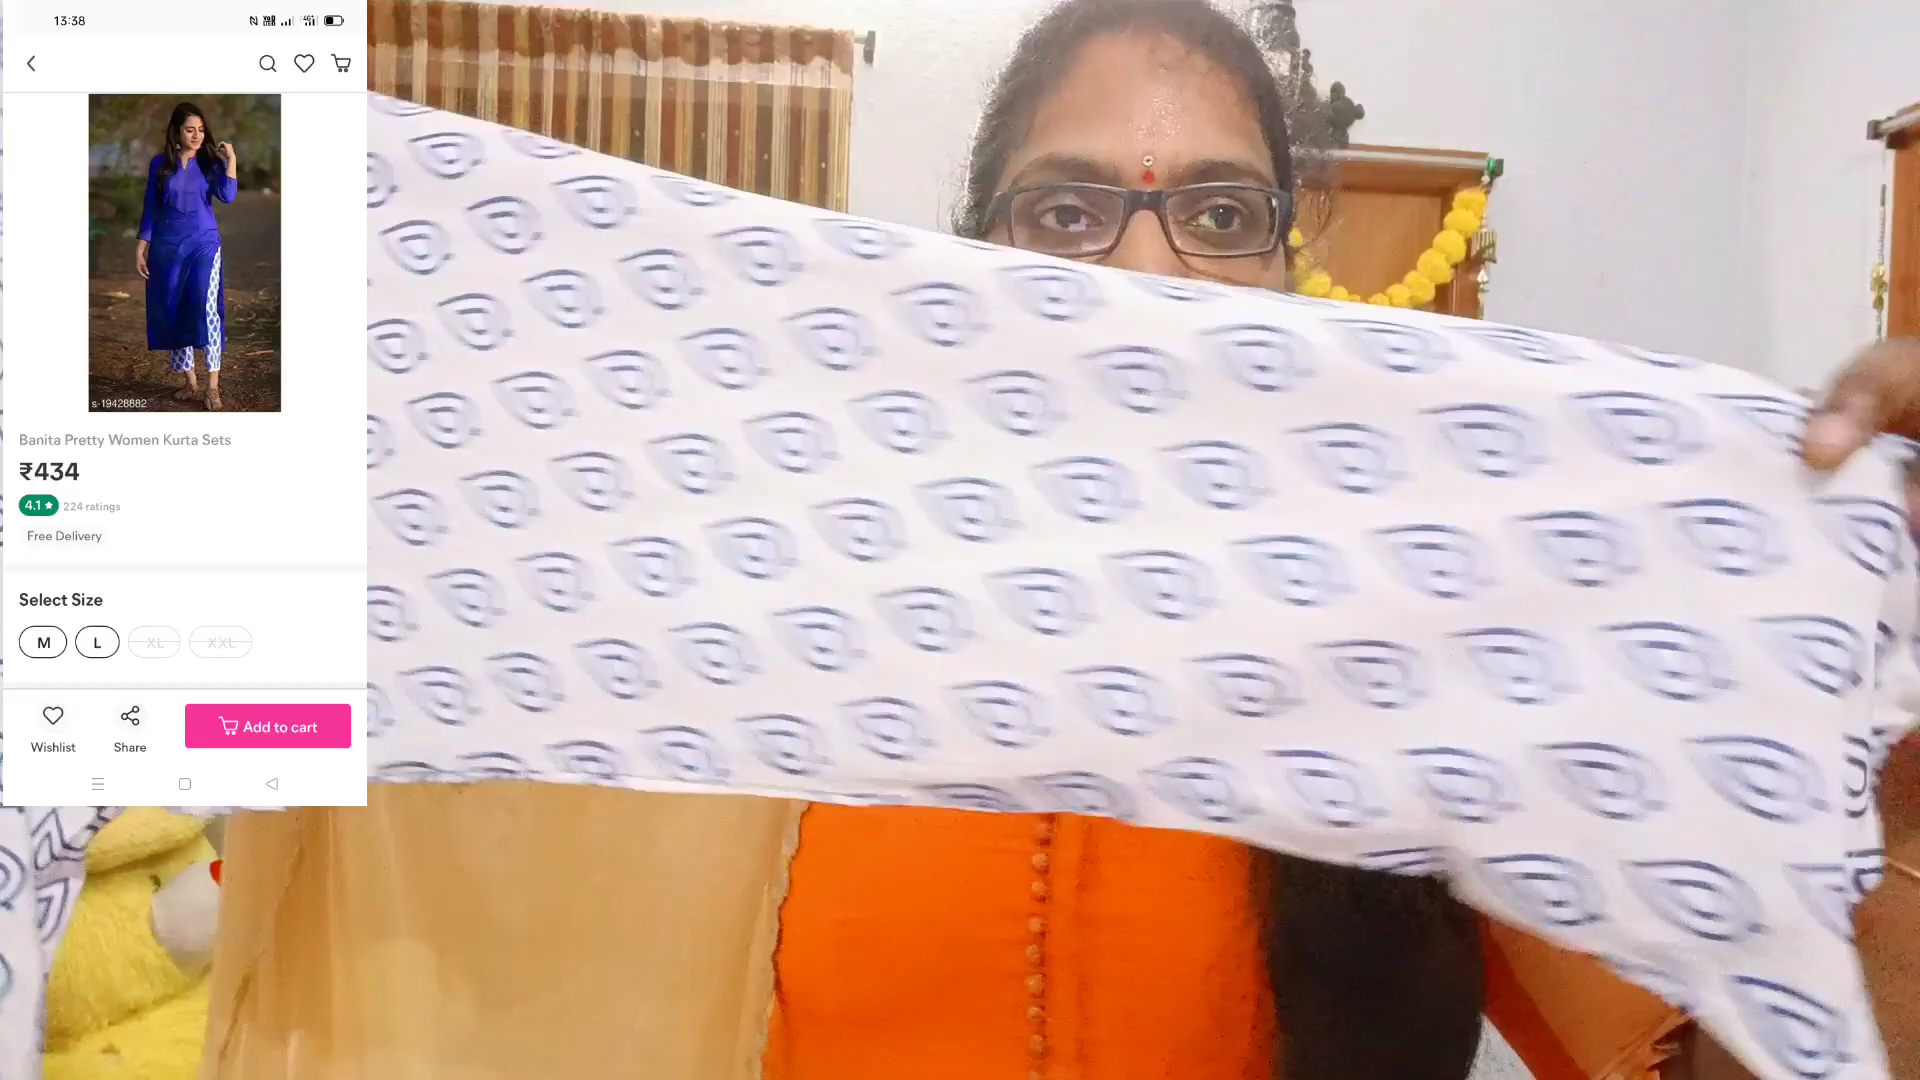 13:38
s-19428882
Banita Pretty Women Kurta Sets
₹434
4.1 ★ 224 ratings
Free Delivery
Select Size
M L XL XXL
Wishlist Share Add to cart